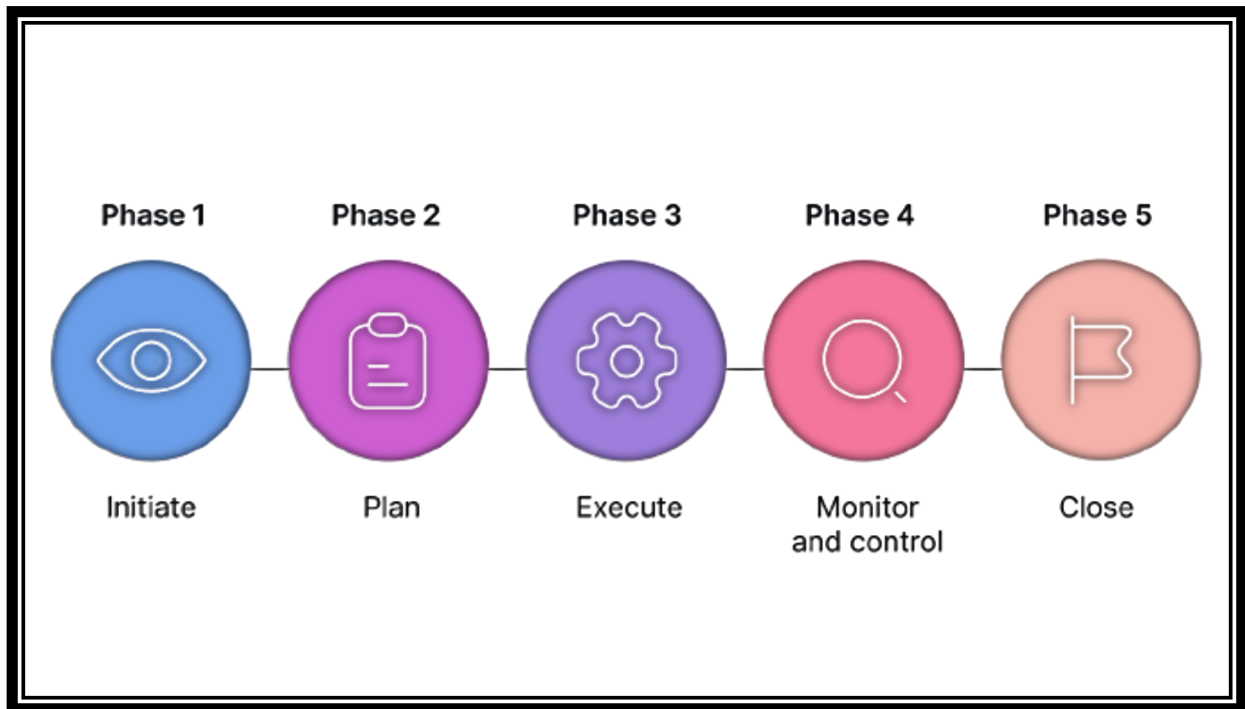 Phase 1
Phase 2
Phase 3
Phase 4
Phase 5
Initiate
Plan
Execute
Monitor
and control
Close